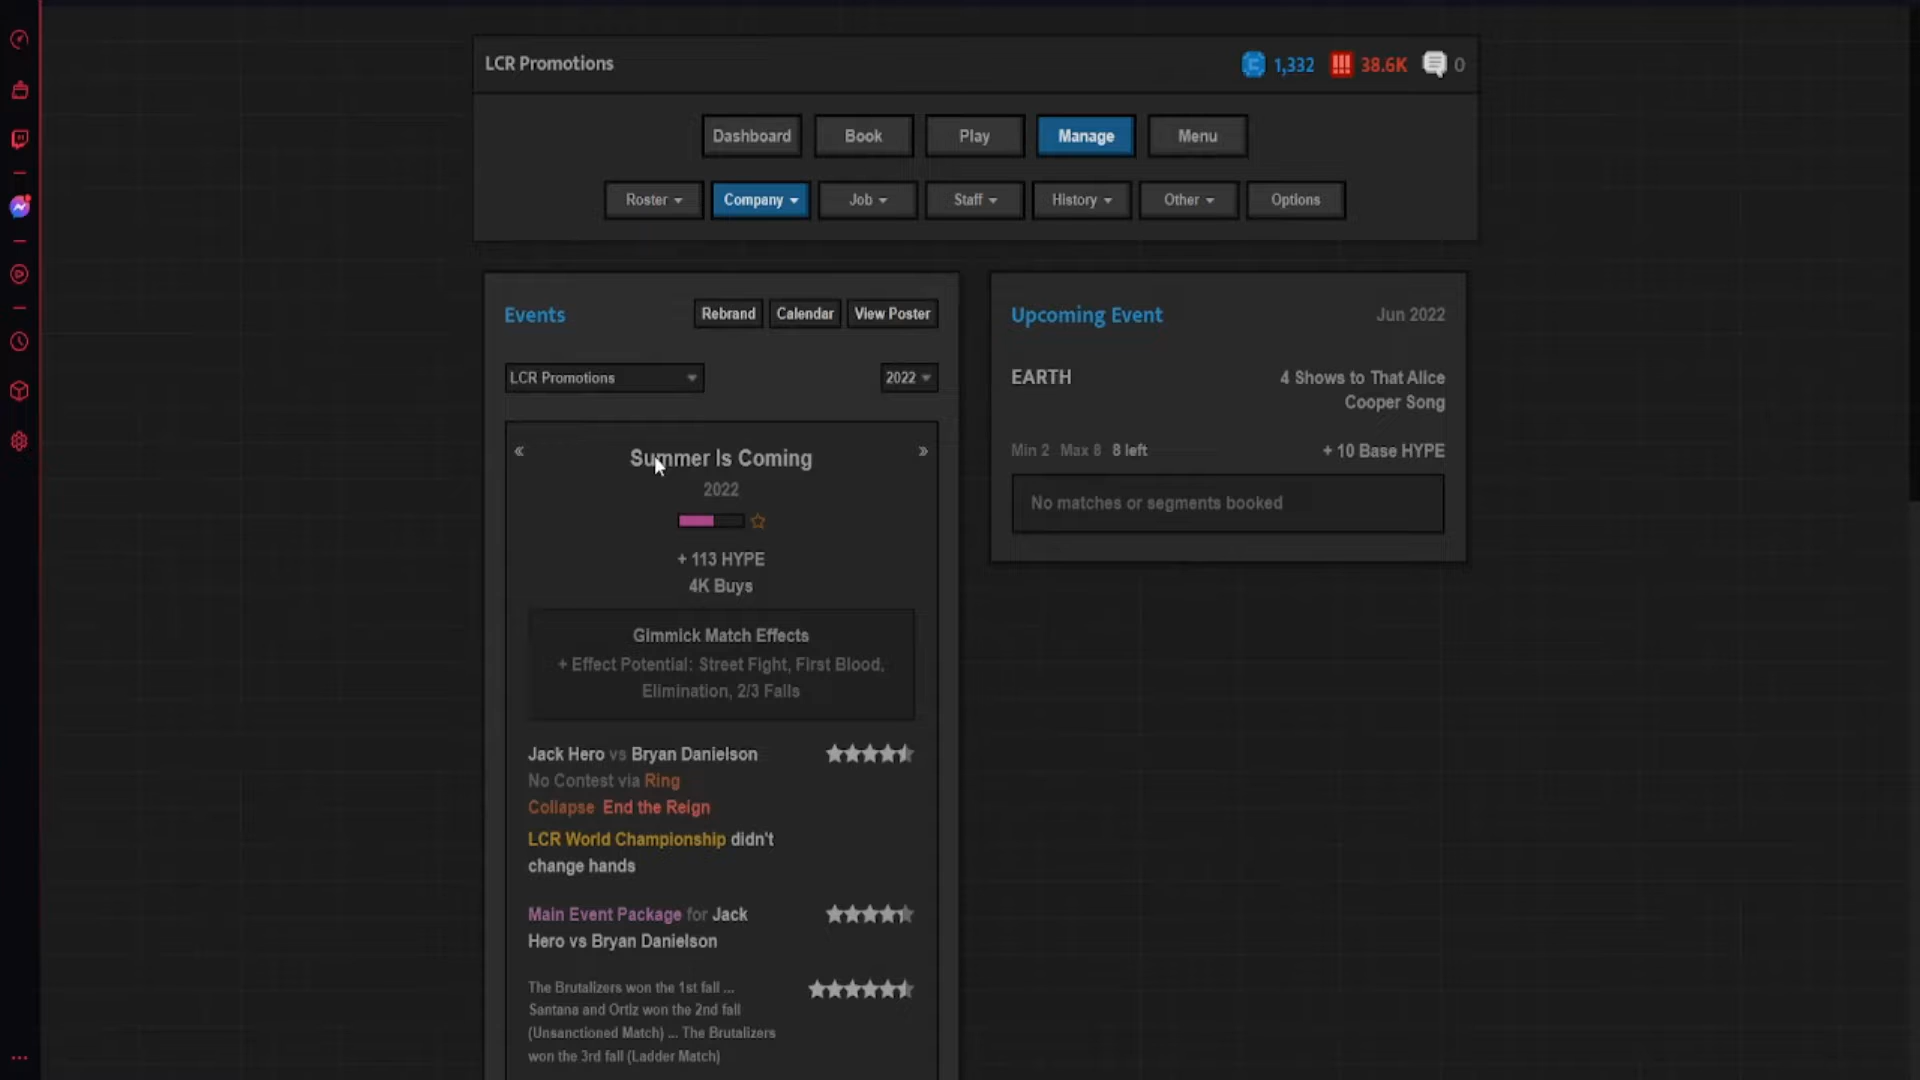 LCR Promotions
1,332
38.6K
0
Dashboard
Book
Play
Manage
Menu
Roster
Company
Job
Staff
History
Other
Options
Events
Rebrand
Calendar
View Poster
LCR Promotions
2022
«
Summer Is Coming
»
2022
+ 113 HYPE
4K Buys
Gimmick Match Effects
+ Effect Potential: Street Fight, First Blood,
Elimination, 2/3 Falls
Jack Hero vs Bryan Danielson
No Contest via Ring
Collapse End the Reign
LCR World Championship didn't
change hands
Main Event Package for Jack
Hero vs Bryan Danielson
The Brutalizers won the 1st fall ...
Santana and Ortiz won the 2nd fall
(Unsanctioned Match) ... The Brutalizers
won the 3rd fall (Ladder Match)
Upcoming Event
Jun 2022
EARTH
4 Shows to That Alice
Cooper Song
Min 2 Max 8 8 left
+ 10 Base HYPE
No matches or segments booked